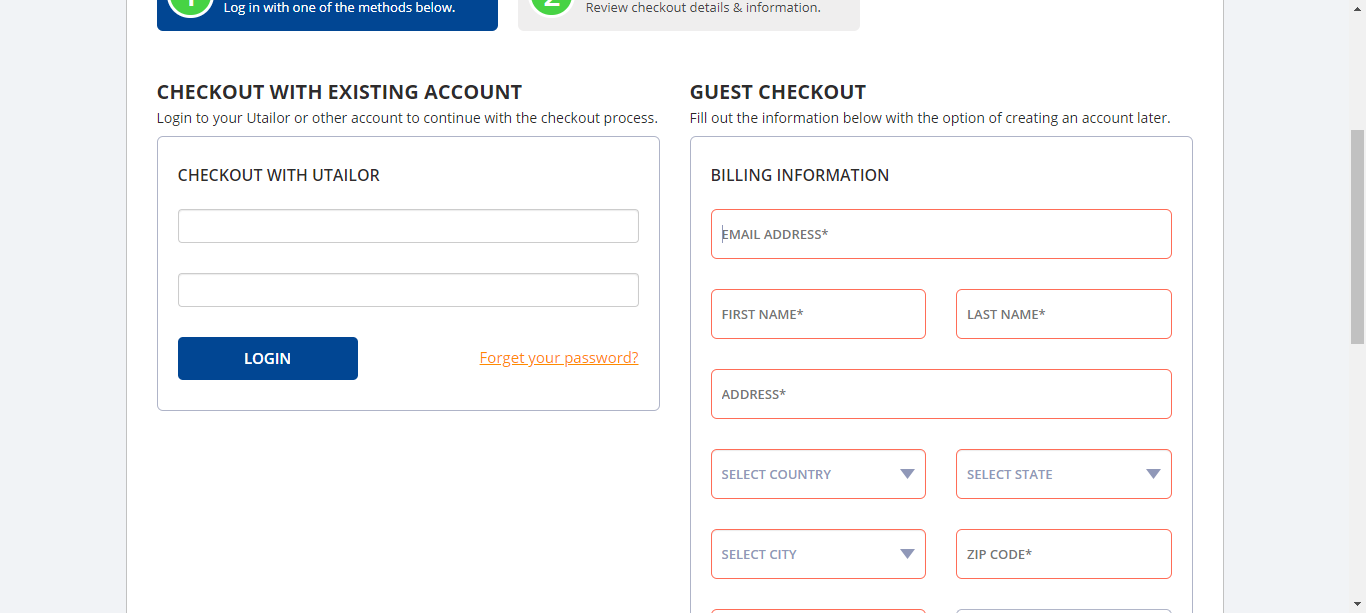 1 Log in with one of the methods below.
2 Review checkout details & information.
CHECKOUT WITH EXISTING ACCOUNT
Login to your Utailor or other account to continue with the checkout process.
CHECKOUT WITH UTAILOR
LOGIN
Forget your password?
GUEST CHECKOUT
Fill out the information below with the option of creating an account later.
BILLING INFORMATION
EMAIL ADDRESS*
FIRST NAME*
LAST NAME*
ADDRESS*
SELECT COUNTRY
SELECT STATE
SELECT CITY
ZIP CODE*